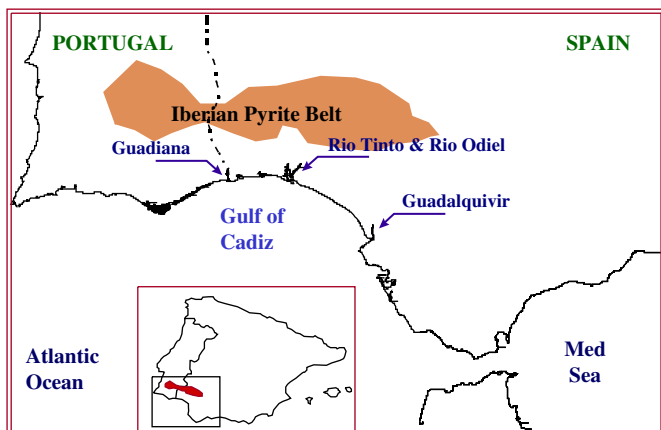 PORTUGAL
SPAIN
Iberian Pyrite Belt
Guadiana
Rio Tinto & Rio Odiel
Guadalquivir
Gulf of
Cadiz
Atlantic
Ocean
Med
Sea